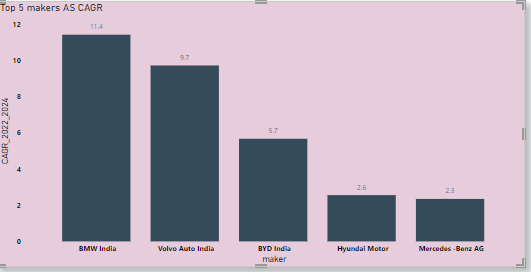 Top 5 makers AS CAGR
CAGR_2022_2024
12
10
8
6
4
2
0
11.4
9.7
5.7
2.6
2.3
BMW India
Volvo Auto India
BYD India
Hyundai Motor
Mercedes -Benz AG
maker